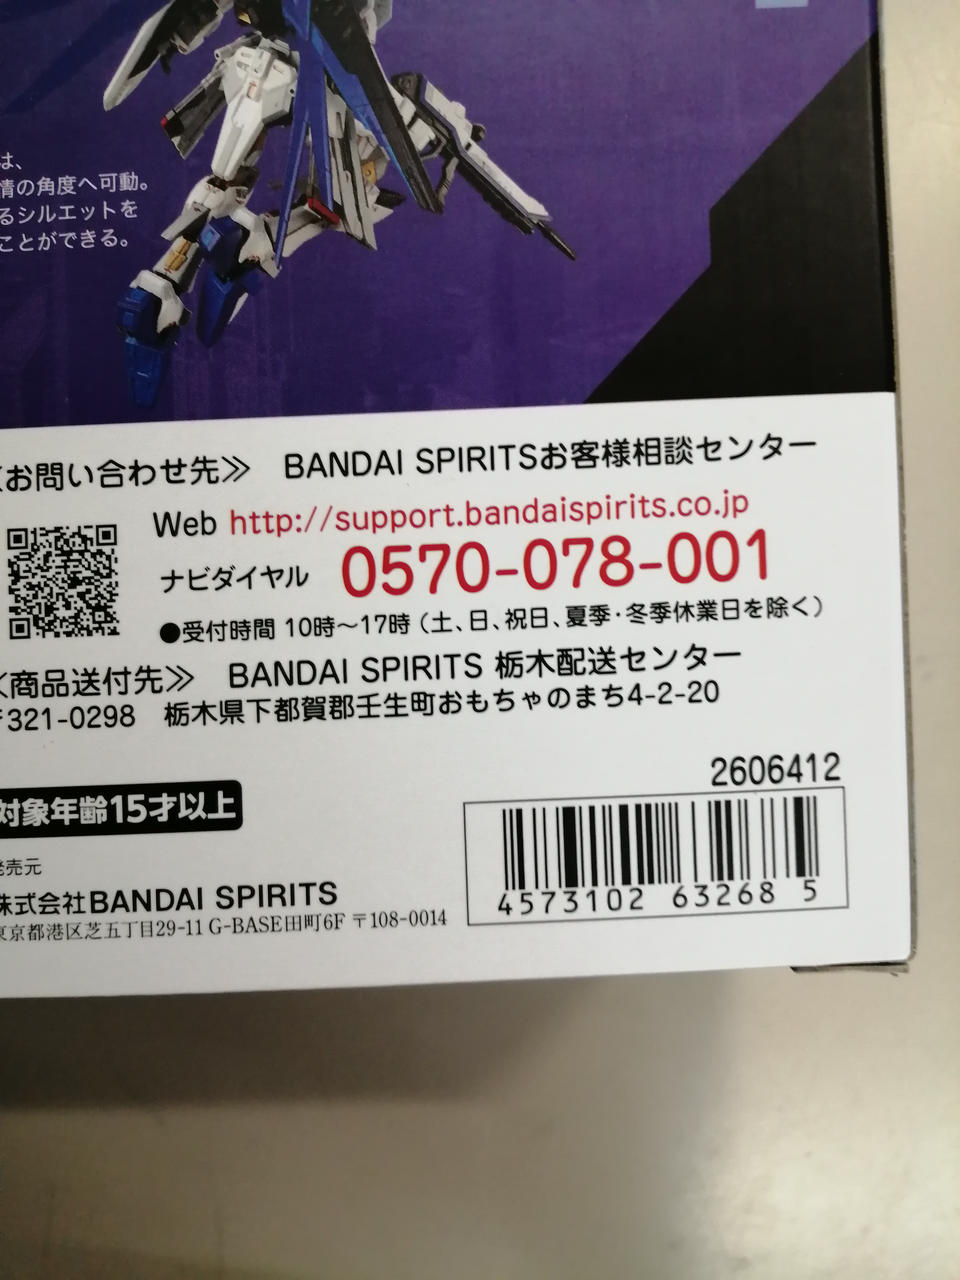 は、
情の角度へ可動。
るシルエットを
ことができる。
お問い合わせ先≫ BANDAI SPIRITSお客様相談センター
Web http://support.bandaispirits.co.jp
ナビダイヤル 0570-078-001
●受付時間 10時～17時（土、日、祝日、夏季・冬季休業日を除く）
商品送付先≫ BANDAI SPIRITS 栃木配送センター
〒321-0298 栃木県下都賀郡壬生町おもちゃのまち4-2-20
2606412
対象年齢15才以上
4573102 63268 5
発売元
株式会社BANDAI SPIRITS
東京都港区芝五丁目29-11 G-BASE田町6F 〒108-0014